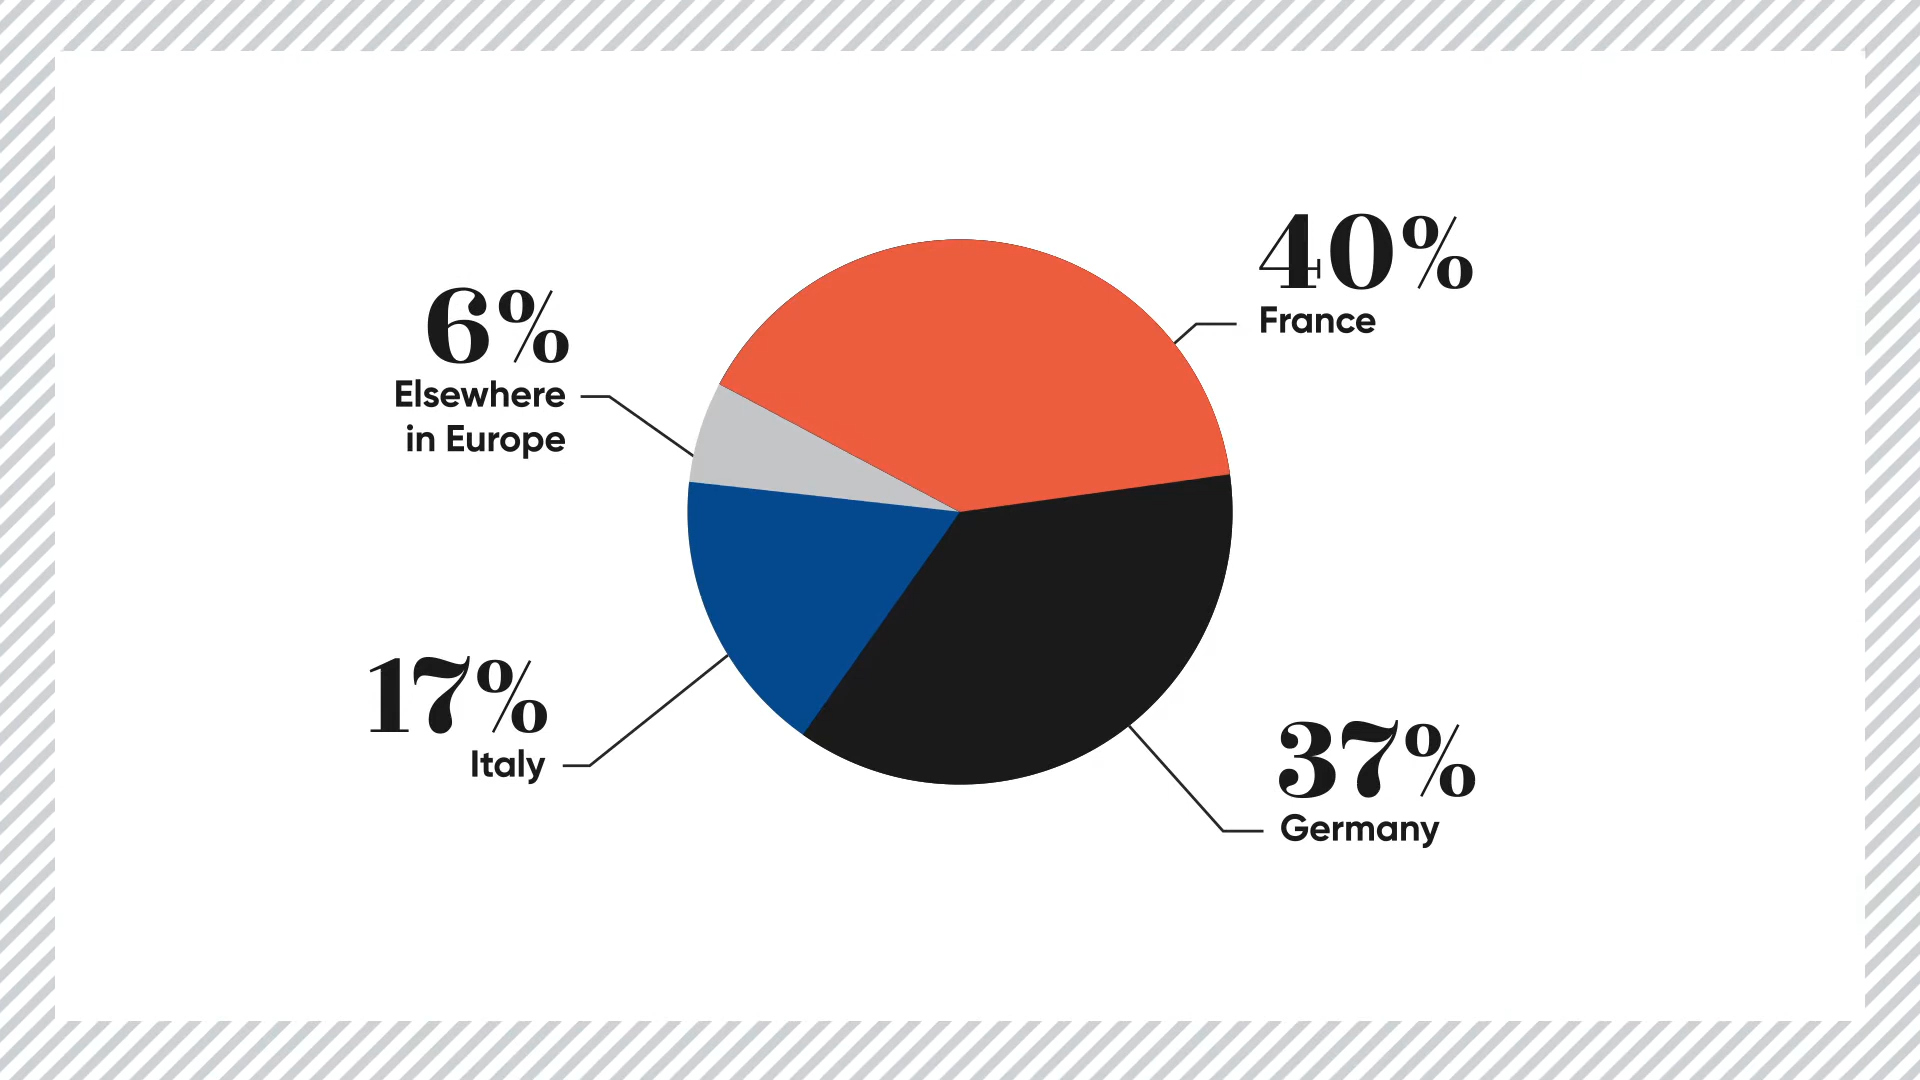 40%
France
6%
Elsewhere
in Europe
17%
Italy
37%
Germany